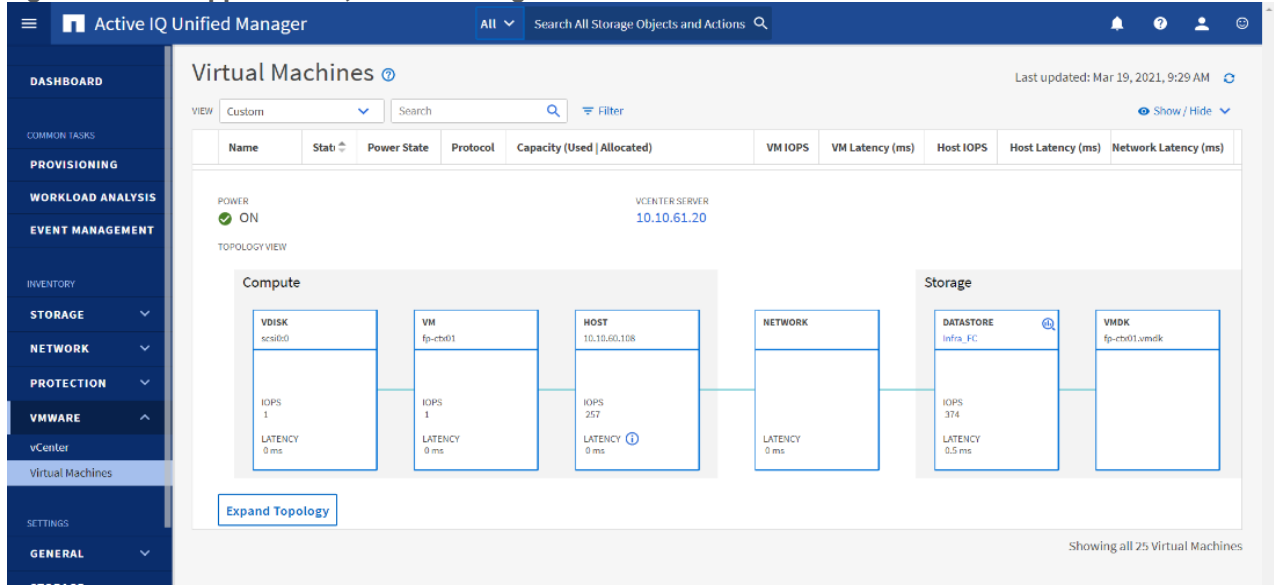 Active IQ Unified Manager
All
Search All Storage Objects and Actions
DASHBOARD
COMMON TASKS
PROVISIONING
WORKLOAD ANALYSIS
EVENT MANAGEMENT
INVENTORY
STORAGE
NETWORK
PROTECTION
VMWARE
vCenter
Virtual Machines
SETTINGS
GENERAL
Virtual Machines
Last updated: Mar 19, 2021, 9:29 AM
VIEW Custom Search Filter Show / Hide
Name Power State Protocol Capacity (Used | Allocated) VM IOPS VM Latency (ms) Host IOPS Host Latency (ms) Network Latency (ms)
POWER
ON
VCENTER SERVER
10.10.61.20
TOPOLOGY VIEW
Compute
VDISK
scsi0:0
IOPS
1
LATENCY
0 ms
VM
fp-ctx01
IOPS
1
LATENCY
0 ms
HOST
10.10.60.108
IOPS
257
LATENCY
0 ms
NETWORK
LATENCY
0 ms
Storage
DATASTORE
Infra_FC
IOPS
374
LATENCY
0.5 ms
VMDK
fp-ctx01.vmdk
Expand Topology
Showing all 25 Virtual Machines